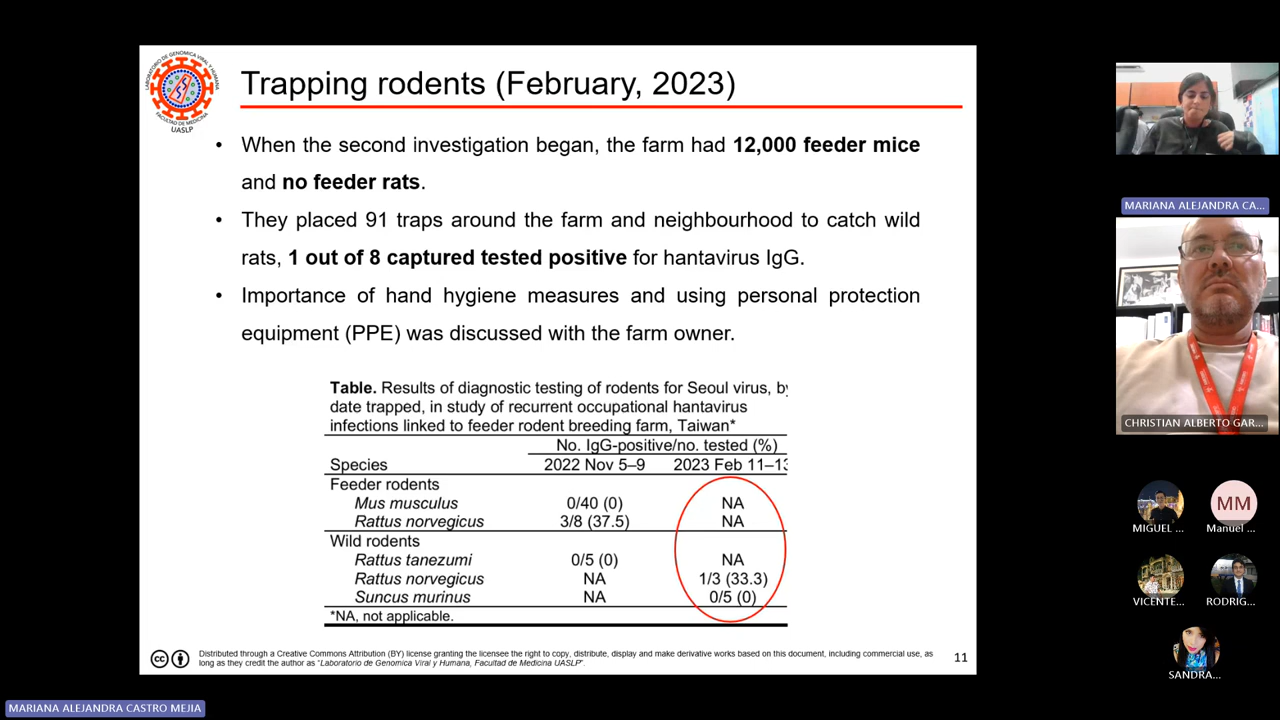 LABORATORIO DE GENOMICA VIRAL Y HUMANA
FACULTAD DE MEDICINA
UASLP
Trapping rodents (February, 2023)
• When the second investigation began, the farm had 12,000 feeder mice
and no feeder rats.
• They placed 91 traps around the farm and neighbourhood to catch wild
rats, 1 out of 8 captured tested positive for hantavirus IgG.
• Importance of hand hygiene measures and using personal protection
equipment (PPE) was discussed with the farm owner.
Table. Results of diagnostic testing of rodents for Seoul virus, by
date trapped, in study of recurrent occupational hantavirus
infections linked to feeder rodent breeding farm, Taiwan*
No. IgG-positive/no. tested (%)
Species 2022 Nov 5–9 2023 Feb 11–13
Feeder rodents
Mus musculus 0/40 (0) NA
Rattus norvegicus 3/8 (37.5) NA
Wild rodents
Rattus tanezumi 0/5 (0) NA
Rattus norvegicus NA 1/3 (33.3)
Suncus murinus NA 0/5 (0)
*NA, not applicable.
cc
Distributed through a Creative Commons Attribution (BY) license granting the licensee the right to copy, distribute, display and make derivative works based on this document, including commercial use, as
long as they credit the author as “Laboratorio de Genomica Viral y Humana, Facultad de Medicina UASLP”.
11
MARIANA ALEJANDRA CASTRO MEJIA
MARIANA ALEJANDRA CA...
CHRISTIAN ALBERTO GAR...
MM
MIGUEL ...
Manuel ...
VICENTE...
RODRIG...
SANDRA...